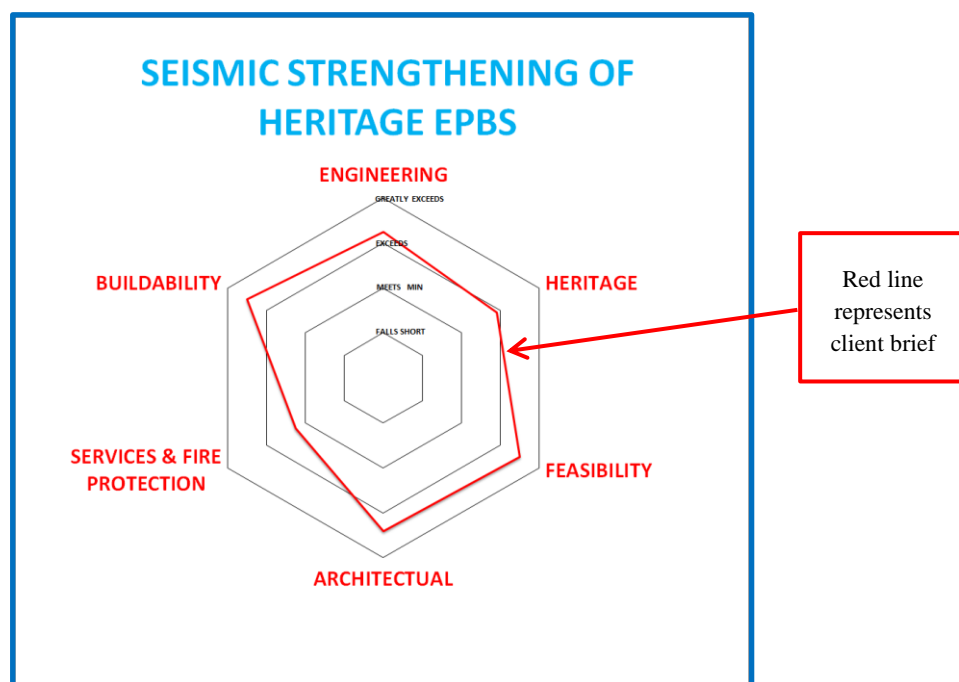 SEISMIC STRENGTHENING OF
HERITAGE EPBS
ENGINEERING
GREATLY EXCEEDS
EXCEEDS
BUILDABILITY
MEETS MIN
HERITAGE
FALLS SHORT
Red line
represents
client brief
SERVICES & FIRE
PROTECTION
FEASIBILITY
ARCHITECTUAL